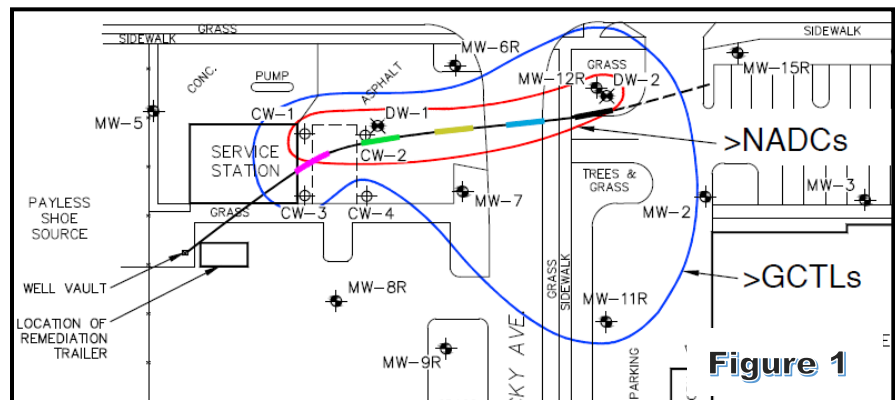 GRASS
SIDEWALK
SIDEWALK
MW-6R
CONC.
PUMP
ASPHALT
GRASS
MW-12R
DW-2
MW-15R
MW-5
CW-1
DW-1
>NADCs
SERVICE
STATION
CW-2
TREES &
GRASS
PAYLESS
SHOE
SOURCE
GRASS
CW-3
CW-4
MW-7
MW-2
MW-3
WELL VAULT
GRASS
SIDEWALK
>GCTLs
LOCATION OF
REMEDIATION
TRAILER
MW-8R
MW-11R
MW-9R
KY AVE.
PARKING
Figure 1